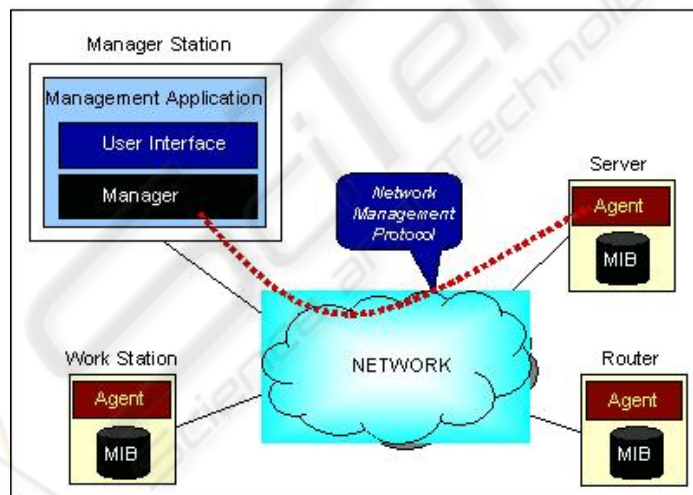 Manager Station
Management Application
User Interface
Manager
Network
Management
Protocol
Server
Agent
MIB
NETWORK
Work Station
Agent
MIB
Router
Agent
MIB